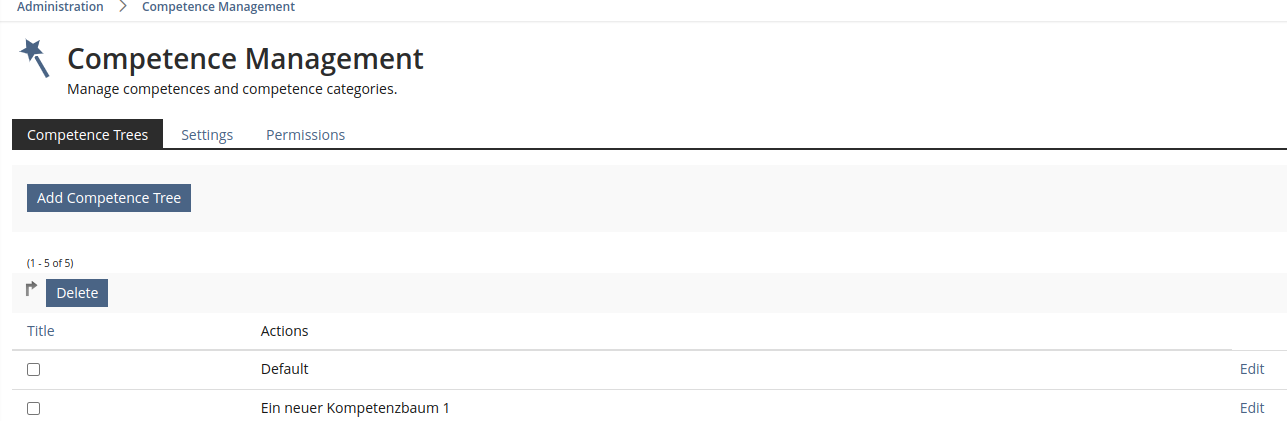 Administration > Competence Management
Competence Management
Manage competences and competence categories.
Competence Trees Settings Permissions
Add Competence Tree
(1 - 5 of 5)
Delete
Title Actions
Default Edit
Ein neuer Kompetenzbaum 1 Edit